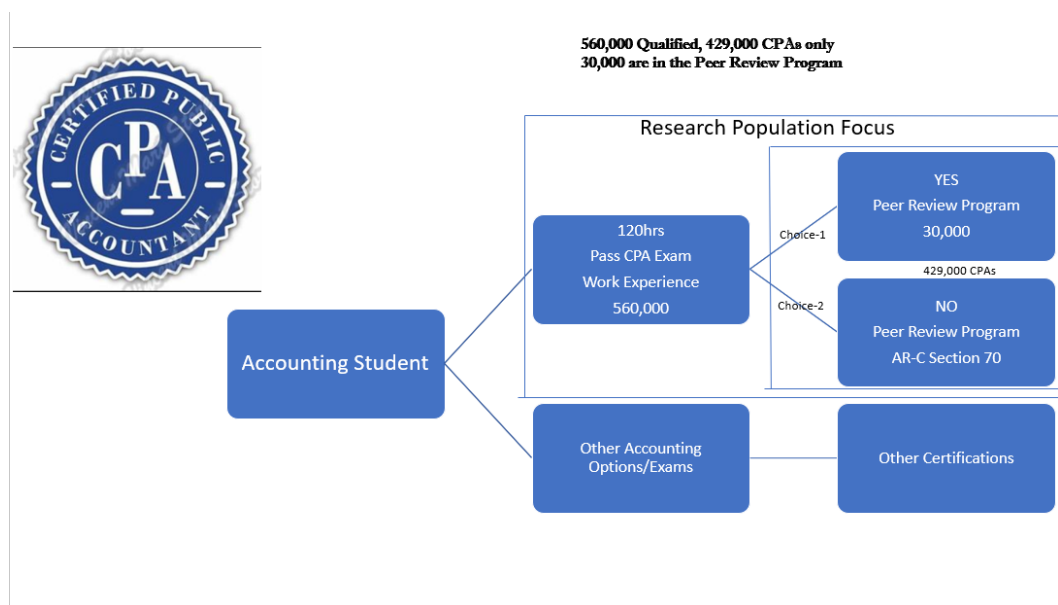 560,000 Qualified, 429,000 CPAs only
30,000 are in the Peer Review Program
CERTIFIED PUBLIC
CPA
ACCOUNTANT
Research Population Focus
YES
Peer Review Program
30,000
120hrs
Pass CPA Exam
Work Experience
560,000
Choice-1
429,000 CPAs
Choice-2
NO
Peer Review Program
AR-C Section 70
Accounting Student
Other Accounting
Options/Exams
Other Certifications